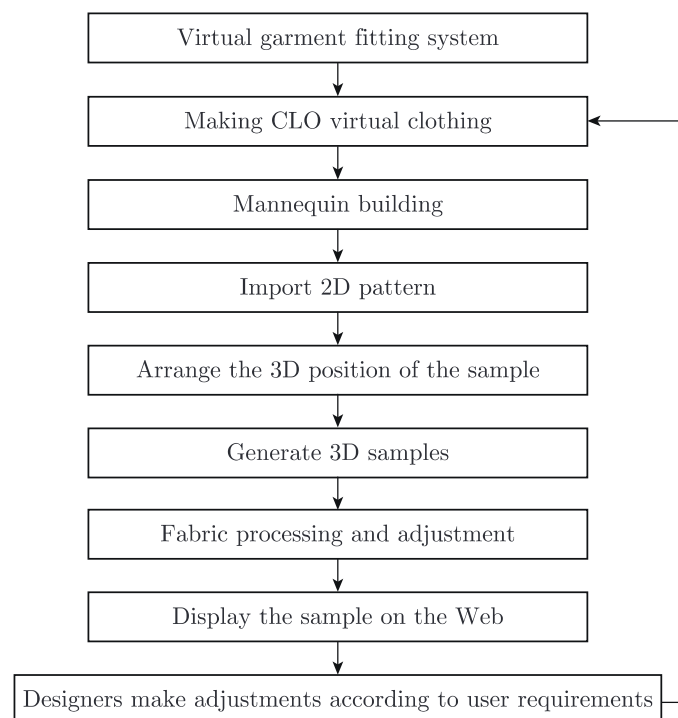 Virtual garment fitting system
Making CLO virtual clothing
Mannequin building
Import 2D pattern
Arrange the 3D position of the sample
Generate 3D samples
Fabric processing and adjustment
Display the sample on the Web
Designers make adjustments according to user requirements